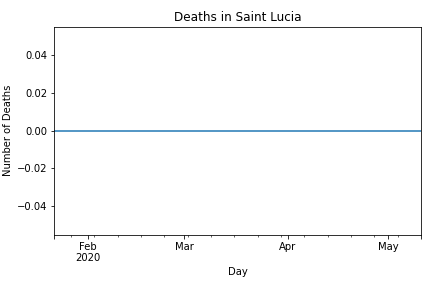 Deaths in Saint Lucia
0.04
0.02
0.00
−0.02
−0.04
Number of Deaths
Feb
2020
Mar
Apr
May
Day